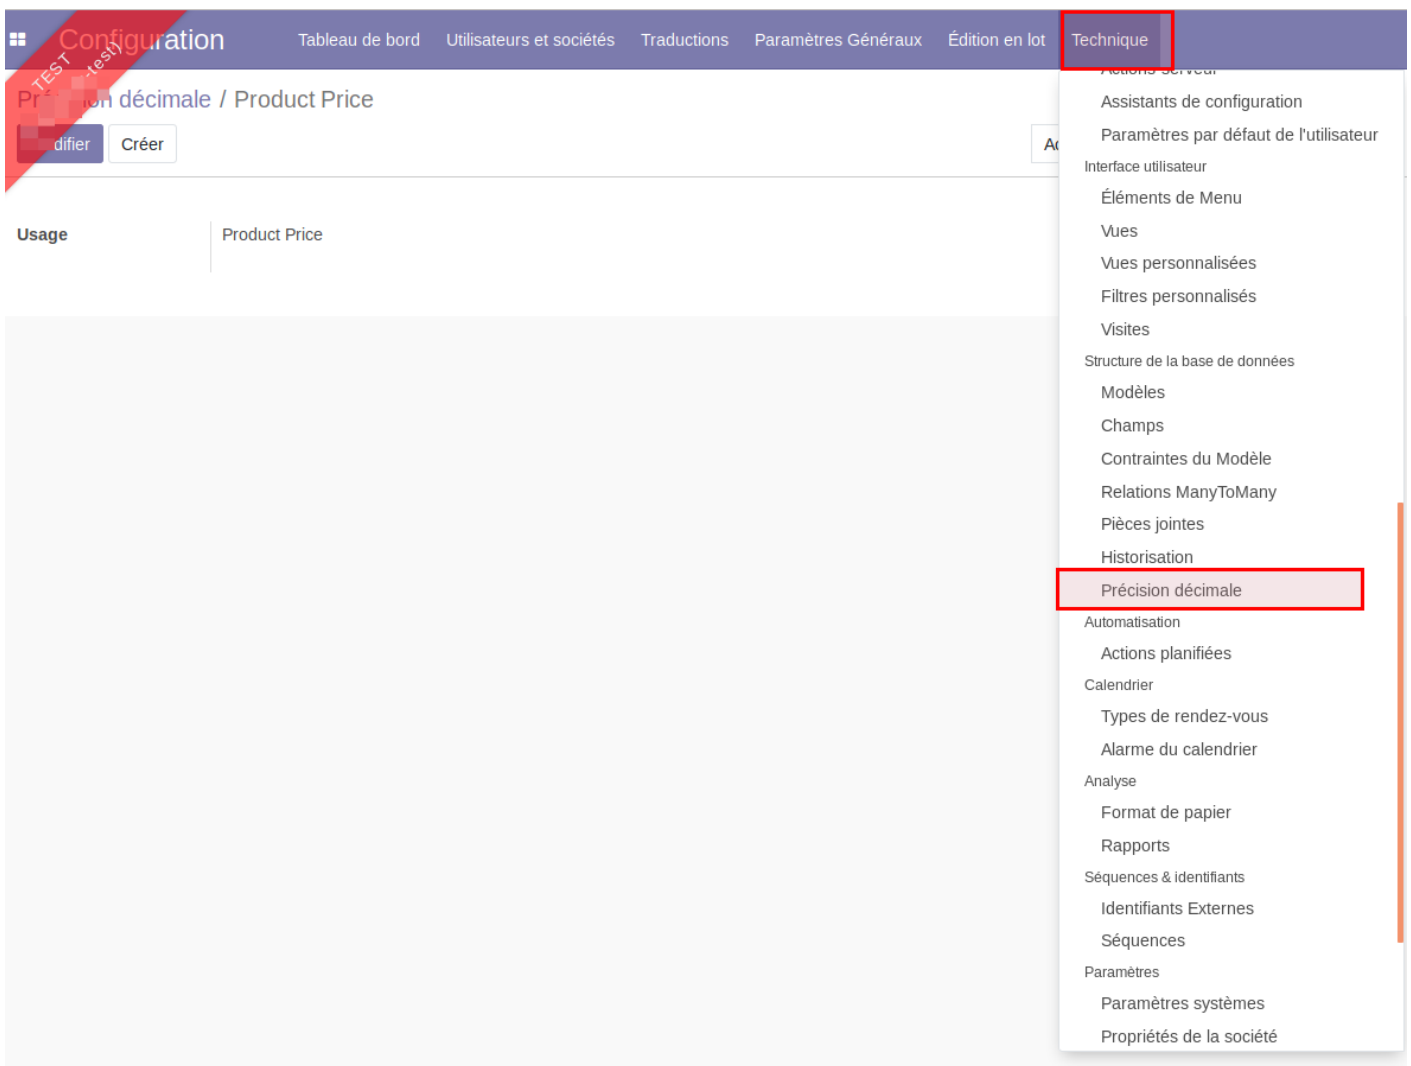 Configuration Tableau de bord Utilisateurs et sociétés Traductions Paramètres Généraux Édition en lot Technique
TEST
-test)
décimale / Product Price
Créer
Usage Product Price
Assistants de configuration
Paramètres par défaut de l'utilisateur
Interface utilisateur
Éléments de Menu
Vues
Vues personnalisées
Filtres personnalisés
Visites
Structure de la base de données
Modèles
Champs
Contraintes du Modèle
Relations ManyToMany
Pièces jointes
Historisation
Précision décimale
Automatisation
Actions planifiées
Calendrier
Types de rendez-vous
Alarme du calendrier
Analyse
Format de papier
Rapports
Séquences & identifiants
Identifiants Externes
Séquences
Paramètres
Paramètres systèmes
Propriétés de la société